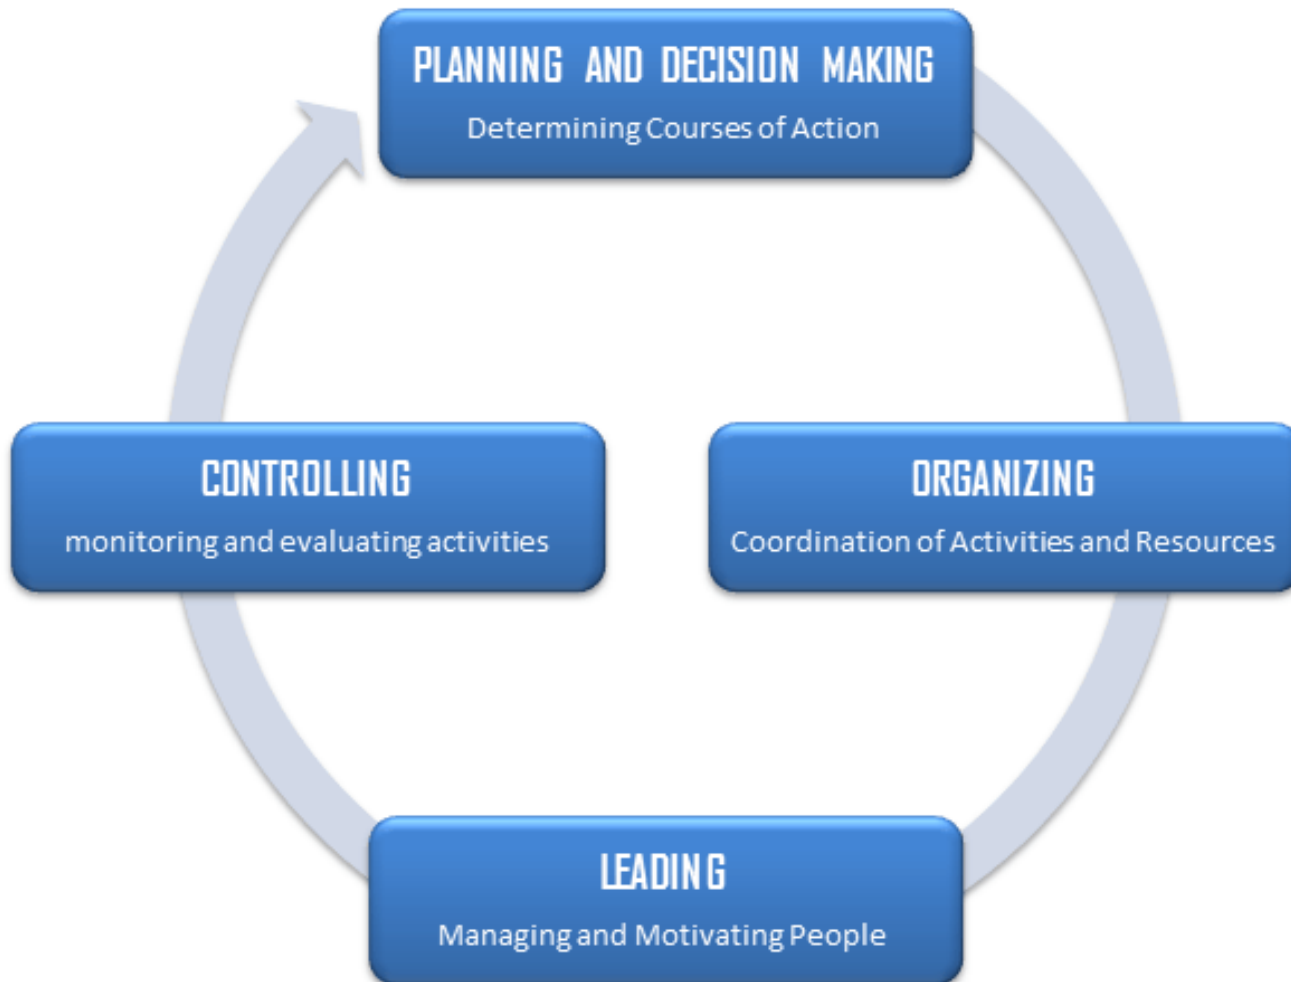 PLANNING AND DECISION MAKING
Determining Courses of Action
CONTROLLING
monitoring and evaluating activities
ORGANIZING
Coordination of Activities and Resources
LEADING
Managing and Motivating People